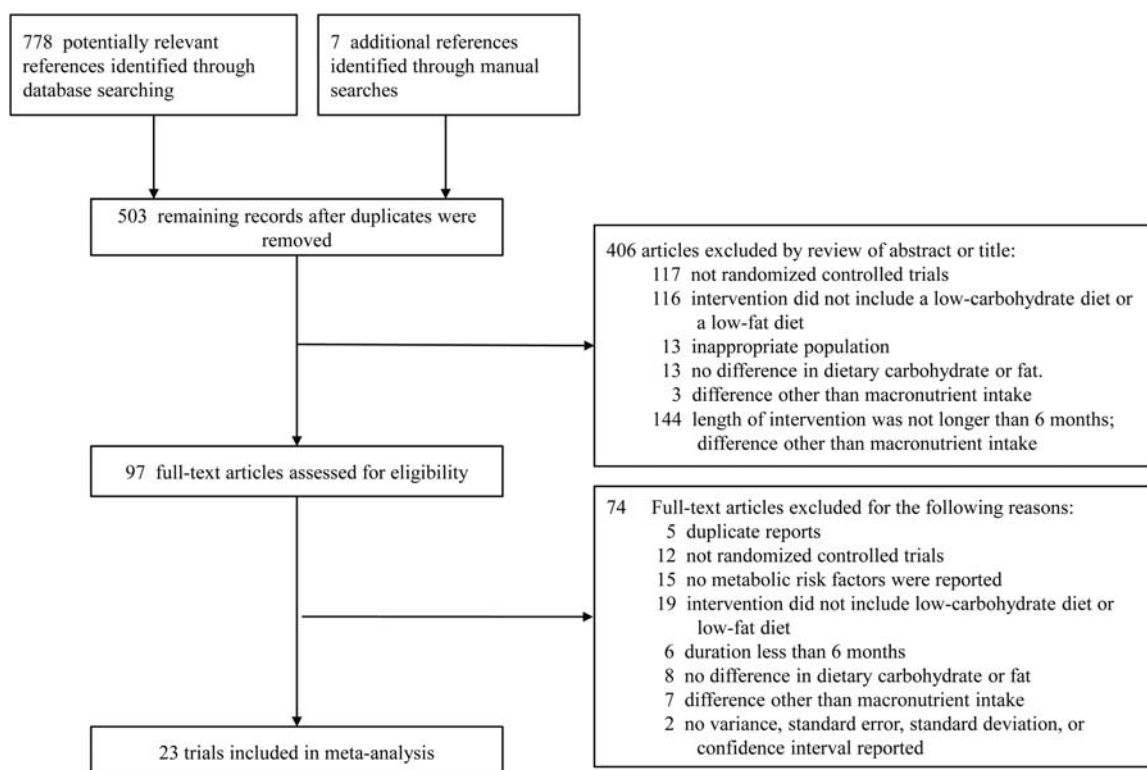 778 potentially relevant
references identified through
database searching
7 additional references
identified through manual
searches
503 remaining records after duplicates were
removed
406 articles excluded by review of abstract or title:
117 not randomized controlled trials
116 intervention did not include a low-carbohydrate diet or
a low-fat diet
13 inappropriate population
13 no difference in dietary carbohydrate or fat.
3 difference other than macronutrient intake
144 length of intervention was not longer than 6 months;
difference other than macronutrient intake
97 full-text articles assessed for eligibility
74 Full-text articles excluded for the following reasons:
5 duplicate reports
12 not randomized controlled trials
15 no metabolic risk factors were reported
19 intervention did not include low-carbohydrate diet or
low-fat diet
6 duration less than 6 months
8 no difference in dietary carbohydrate or fat
7 difference other than macronutrient intake
2 no variance, standard error, standard deviation, or
confidence interval reported
23 trials included in meta-analysis